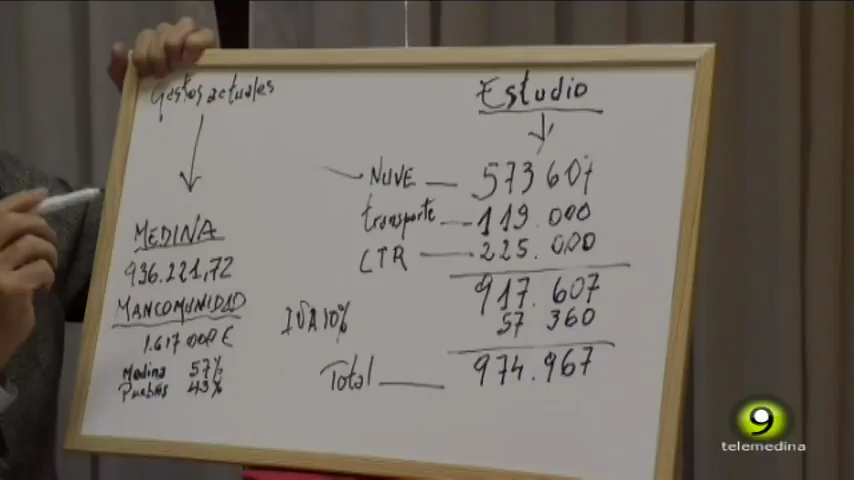 Gastos actuales
MEDINA
936.221,72
MANCOMUNIDAD
1.617 000 €
Medina 57%
Pueblos 43%
Estudio
NUVE — 573 607
transporte — 119.000
CTR — 225.000
917.607
IVA 10% 57 360
Total — 974.967
9
telemedina